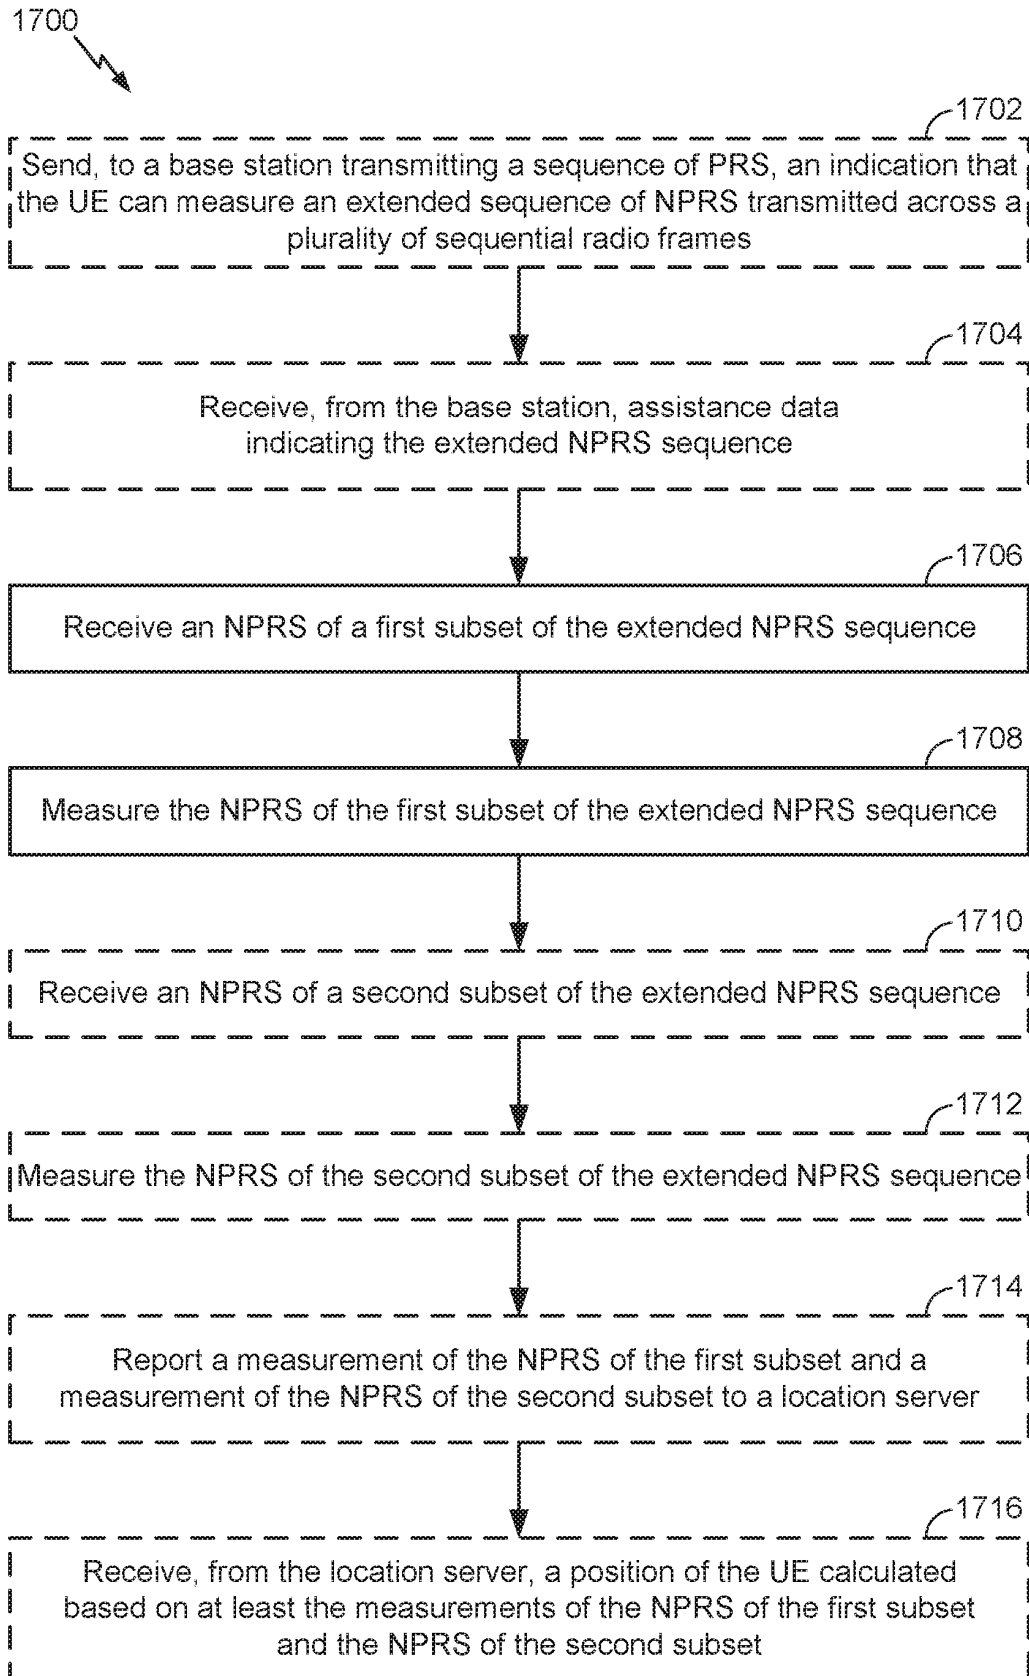 1700
1702
Send, to a base station transmitting a sequence of PRS, an indication that
the UE can measure an extended sequence of NPRS transmitted across a
plurality of sequential radio frames
1704
Receive, from the base station, assistance data
indicating the extended NPRS sequence
1706
Receive an NPRS of a first subset of the extended NPRS sequence
1708
Measure the NPRS of the first subset of the extended NPRS sequence
1710
Receive an NPRS of a second subset of the extended NPRS sequence
1712
Measure the NPRS of the second subset of the extended NPRS sequence
1714
Report a measurement of the NPRS of the first subset and a
measurement of the NPRS of the second subset to a location server
1716
Receive, from the location server, a position of the UE calculated
based on at least the measurements of the NPRS of the first subset
and the NPRS of the second subset